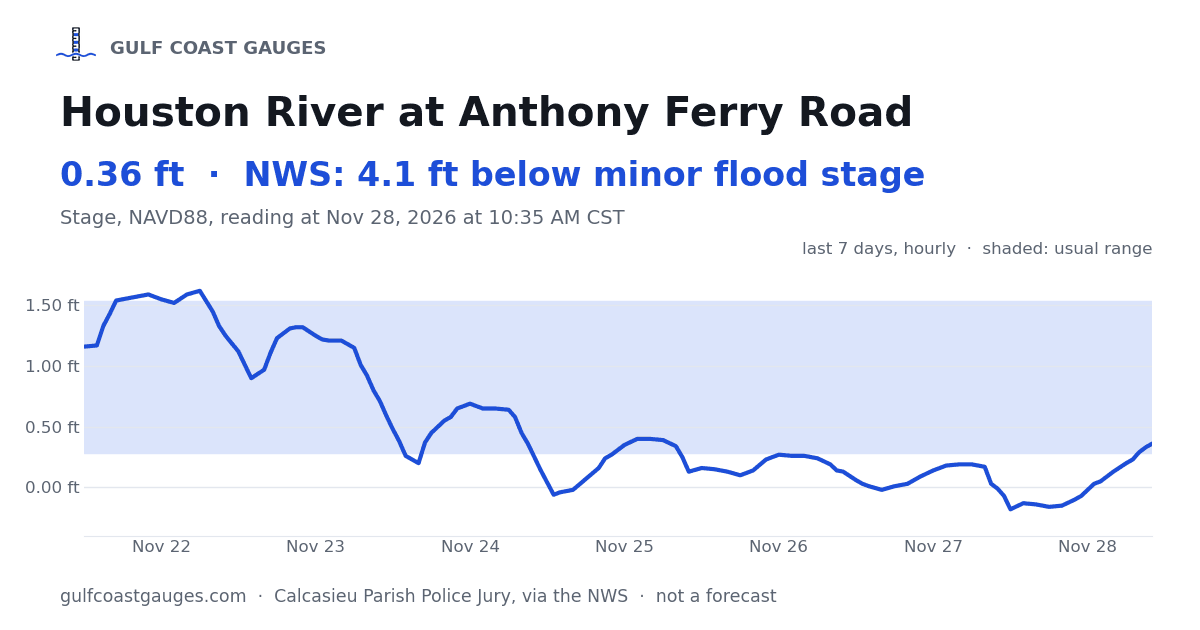 GULF COAST GAUGES
Houston River at Anthony Ferry Road
0.36 ft · NWS: 4.1 ft below minor flood stage
Stage, NAVD88, reading at Nov 28, 2026 at 10:35 AM CST
last 7 days, hourly · shaded: usual range
1.50 ft
1.00 ft
0.50 ft
0.00 ft
Nov 22 Nov 23 Nov 24 Nov 25 Nov 26 Nov 27 Nov 28
gulfcoastgauges.com · Calcasieu Parish Police Jury, via the NWS · not a forecast